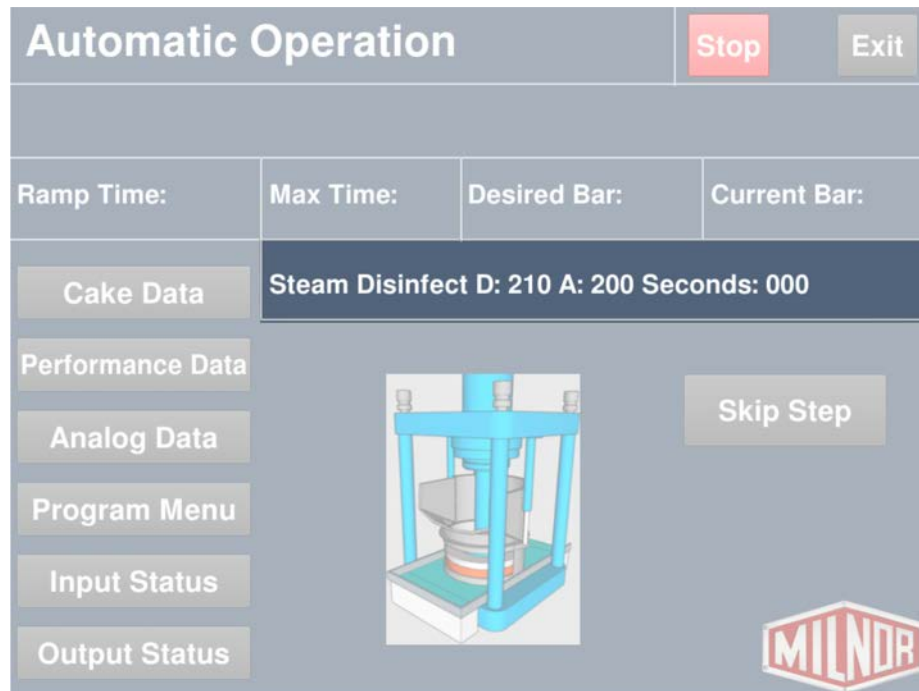 Automatic Operation
Stop
Exit
Ramp Time:
Max Time:
Desired Bar:
Current Bar:
Cake Data
Steam Disinfect D: 210 A: 200 Seconds: 000
Performance Data
Analog Data
Skip Step
Program Menu
Input Status
Output Status
MILNOR